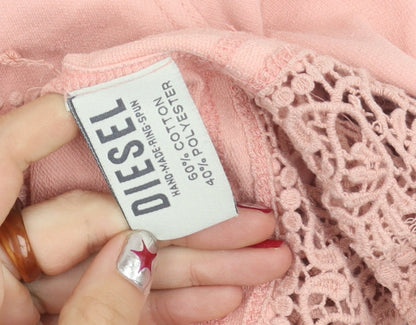 DIESEL
HAND-MADE-RING-SPUN
60% COTTON
40% POLYESTER